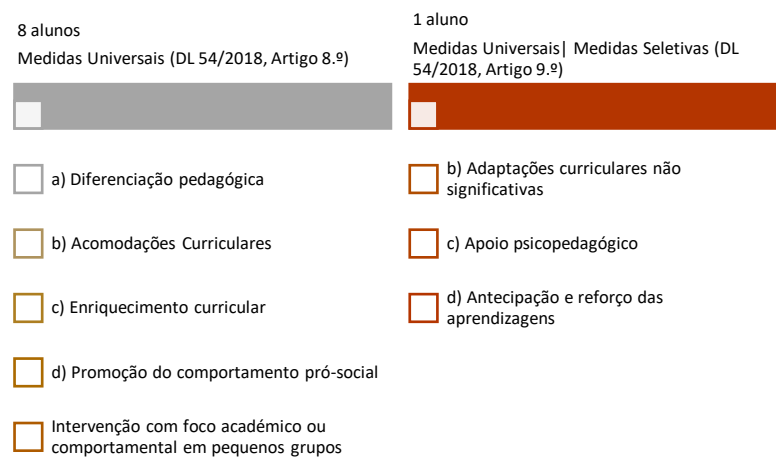 8 alunos
Medidas Universais (DL 54/2018, Artigo 8.º)
a) Diferenciação pedagógica
b) Acomodações Curriculares
c) Enriquecimento curricular
d) Promoção do comportamento pró-social
Intervenção com foco académico ou
comportamental em pequenos grupos
1 aluno
Medidas Universais| Medidas Seletivas (DL
54/2018, Artigo 9.º)
b) Adaptações curriculares não
significativas
c) Apoio psicopedagógico
d) Antecipação e reforço das
aprendizagens